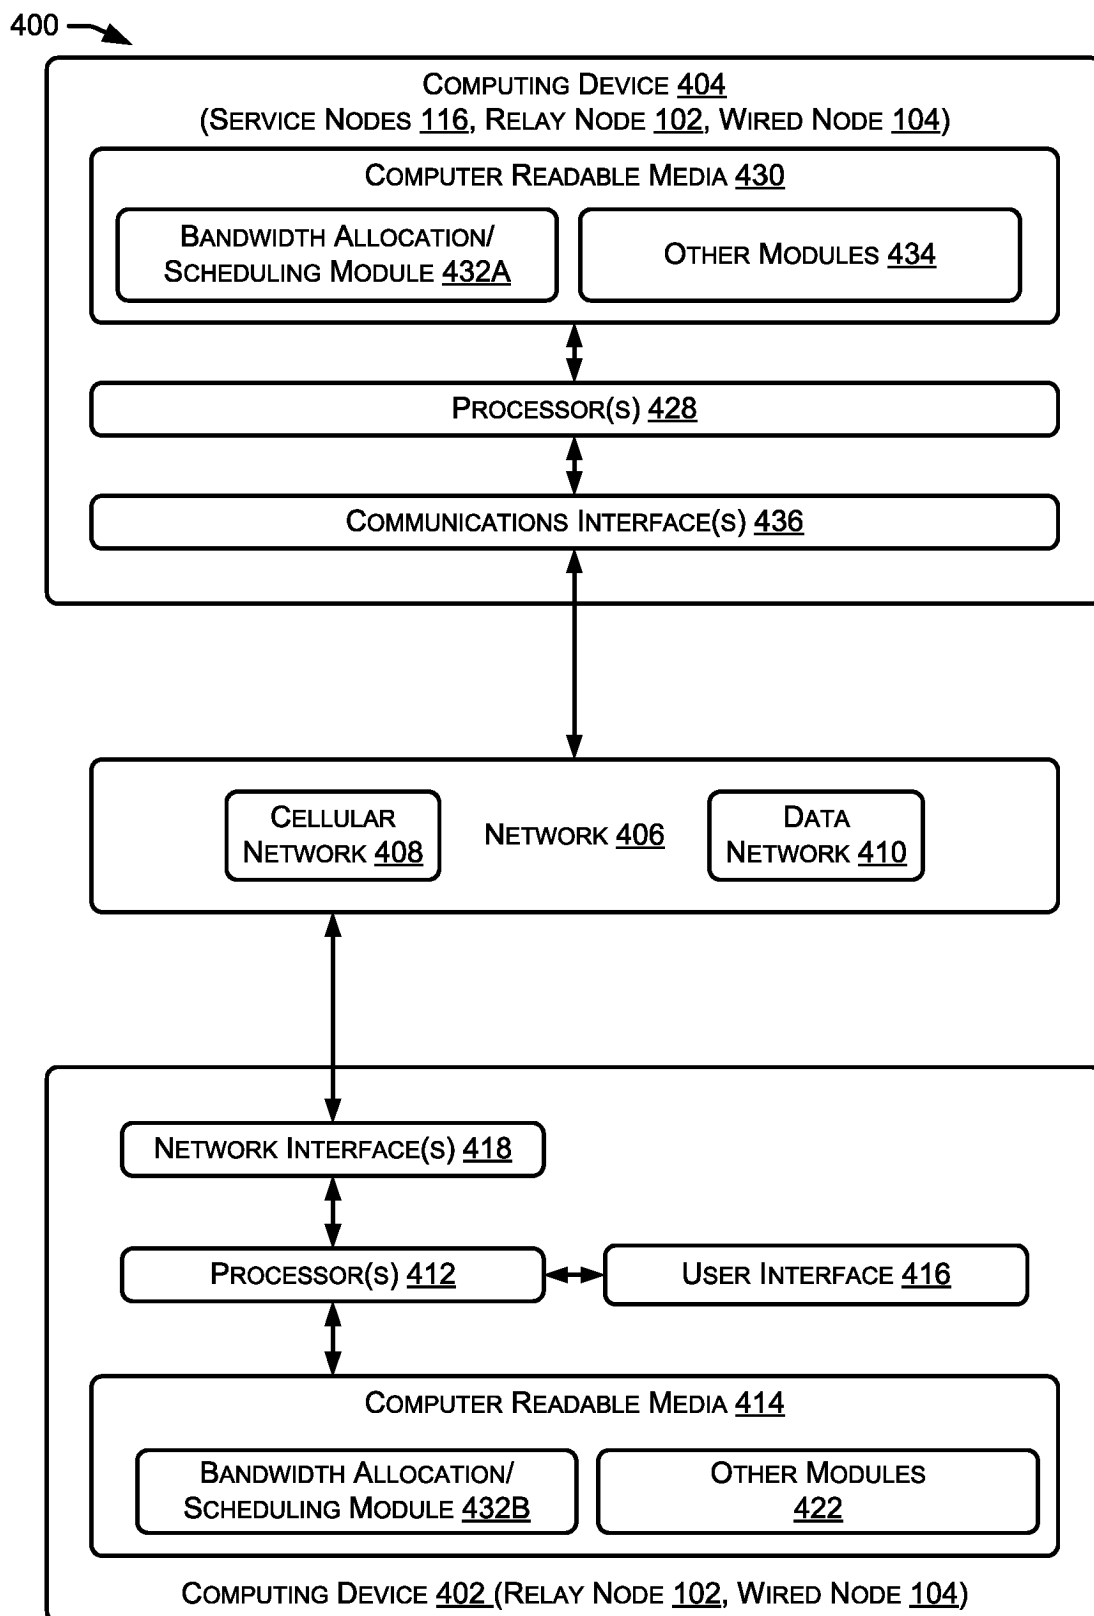 400
COMPUTING DEVICE 404
(SERVICE NODES 116, RELAY NODE 102, WIRED NODE 104)
COMPUTER READABLE MEDIA 430
BANDWIDTH ALLOCATION/
SCHEDULING MODULE 432A
OTHER MODULES 434
PROCESSOR(S) 428
COMMUNICATIONS INTERFACE(S) 436
CELLULAR
NETWORK 408
NETWORK 406
DATA
NETWORK 410
NETWORK INTERFACE(S) 418
PROCESSOR(S) 412
USER INTERFACE 416
COMPUTER READABLE MEDIA 414
BANDWIDTH ALLOCATION/
SCHEDULING MODULE 432B
OTHER MODULES
422
COMPUTING DEVICE 402 (RELAY NODE 102, WIRED NODE 104)